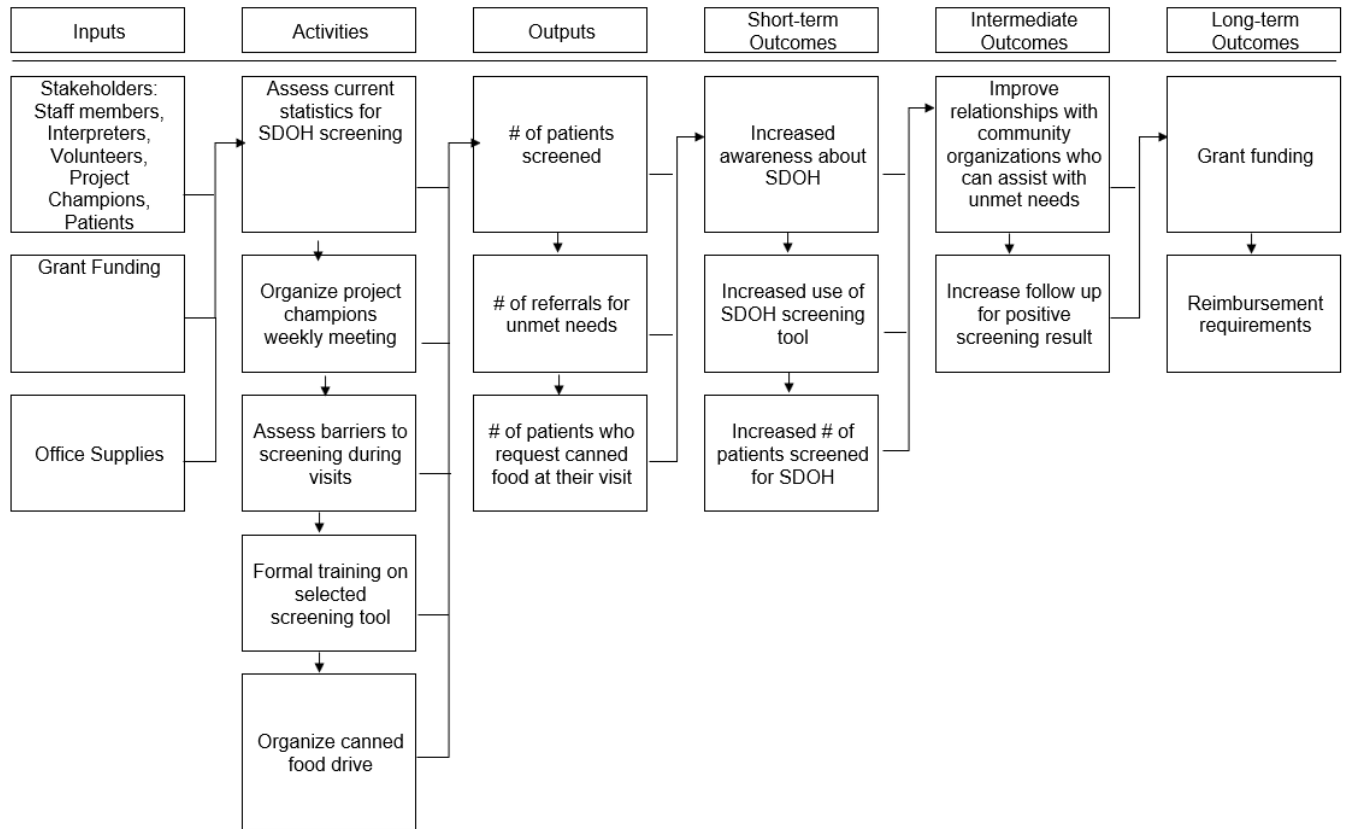 Inputs
Activities
Outputs
Short-term
Outcomes
Intermediate
Outcomes
Long-term
Outcomes
Stakeholders:
Staff members,
Interpreters,
Volunteers,
Project
Champions,
Patients
Grant Funding
Office Supplies
Assess current
statistics for
SDOH screening
Organize project
champions
weekly meeting
Assess barriers to
screening during
visits
Formal training on
selected
screening tool
Organize canned
food drive
# of patients
screened
# of referrals for
unmet needs
# of patients who
request canned
food at their visit
Increased
awareness about
SDOH
Increased use of
SDOH screening
tool
Increased # of
patients screened
for SDOH
Improve
relationships with
community
organizations who
can assist with
unmet needs
Increase follow up
for positive
screening result
Grant funding
Reimbursement
requirements